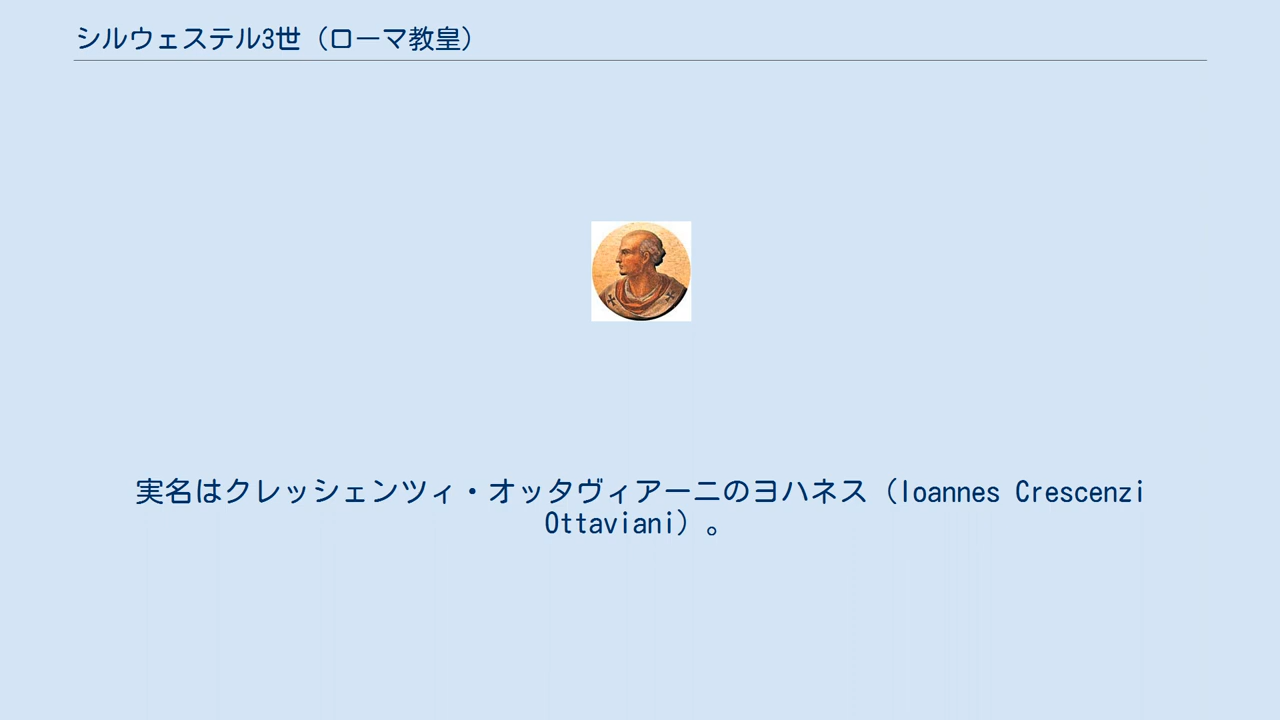 シルウェステル3世（ローマ教皇）
実名はクレッシェンツィ・オッタヴィアーニのヨハネス（Ioannes Crescenzi
Ottaviani）。